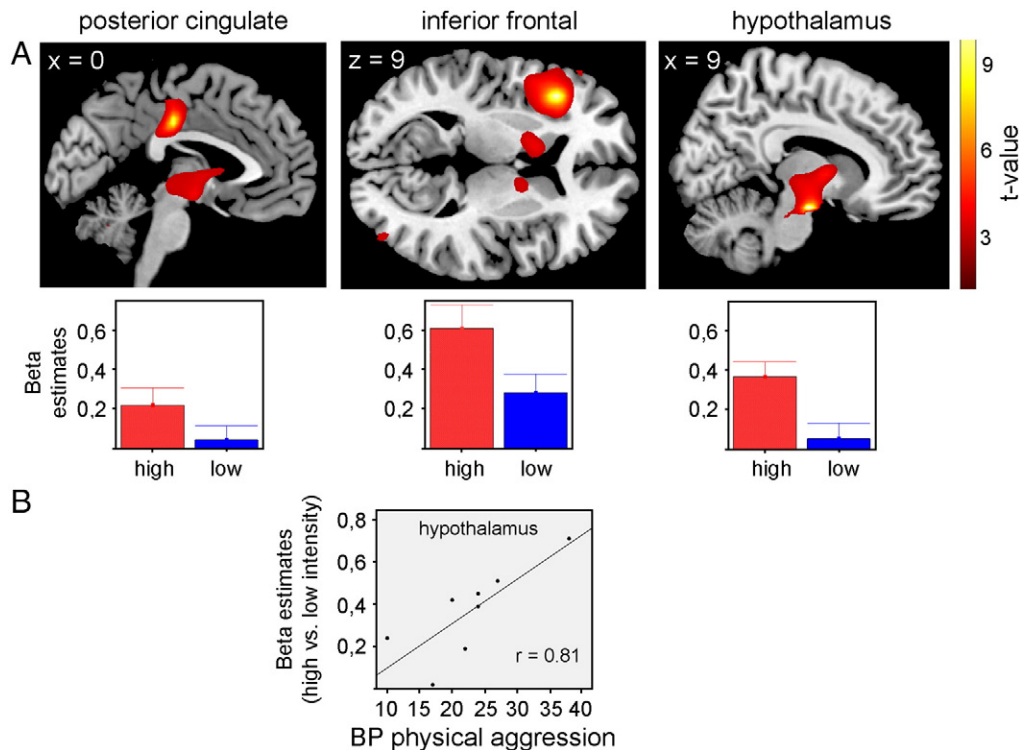 posterior cingulate
inferior frontal
hypothalamus
A
x = 0
z = 9
x = 9
9
6
3
t-value
Beta
estimates
0,6
0,4
0,2
high
low
0,6
0,4
0,2
high
low
0,6
0,4
0,2
high
low
B
Beta estimates
(high vs. low intensity)
0,8
0,6
0,4
0,2
hypothalamus
r = 0.81
10
15
20
25
30
35
40
BP physical aggression